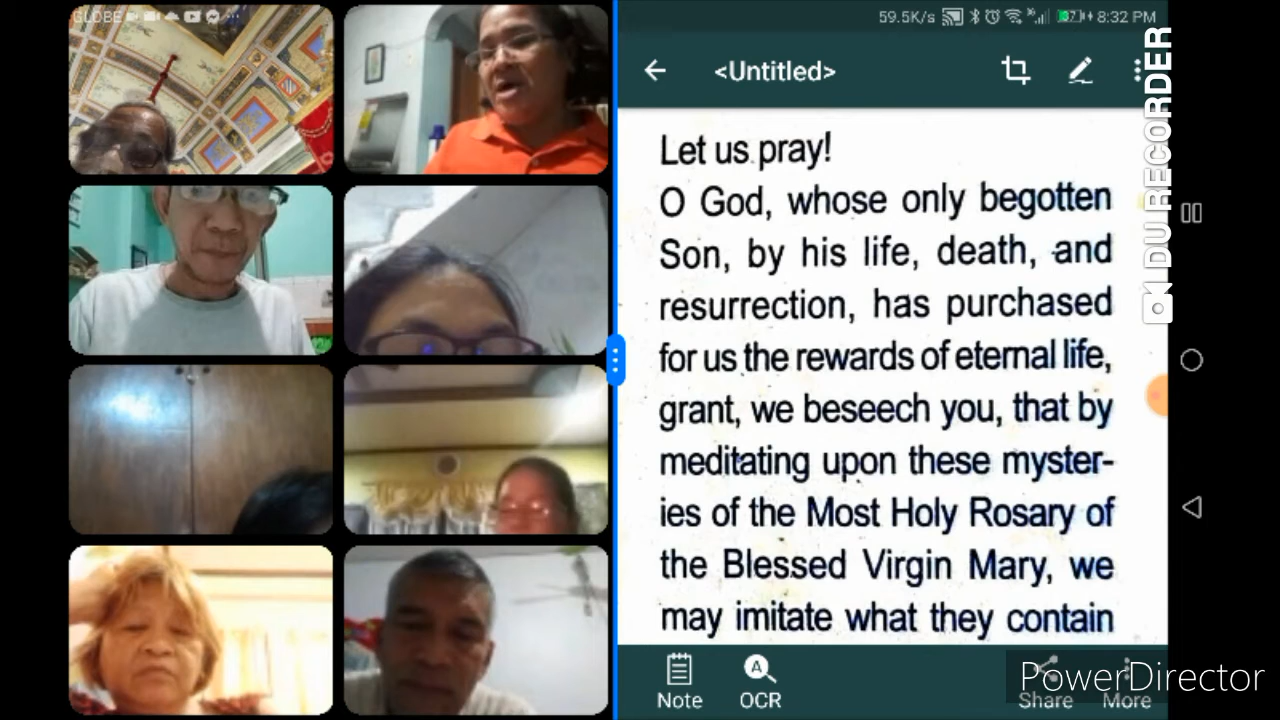 GLOBE
59.5K/s
87
8:32 PM
<Untitled>
Let us pray!
O God, whose only begotten
Son, by his life, death, and
resurrection, has purchased
for us the rewards of eternal life,
grant, we beseech you, that by
meditating upon these myster-
ies of the Most Holy Rosary of
the Blessed Virgin Mary, we
may imitate what they contain
Note
A
OCR
Share
More
DU RECORDER
PowerDirector